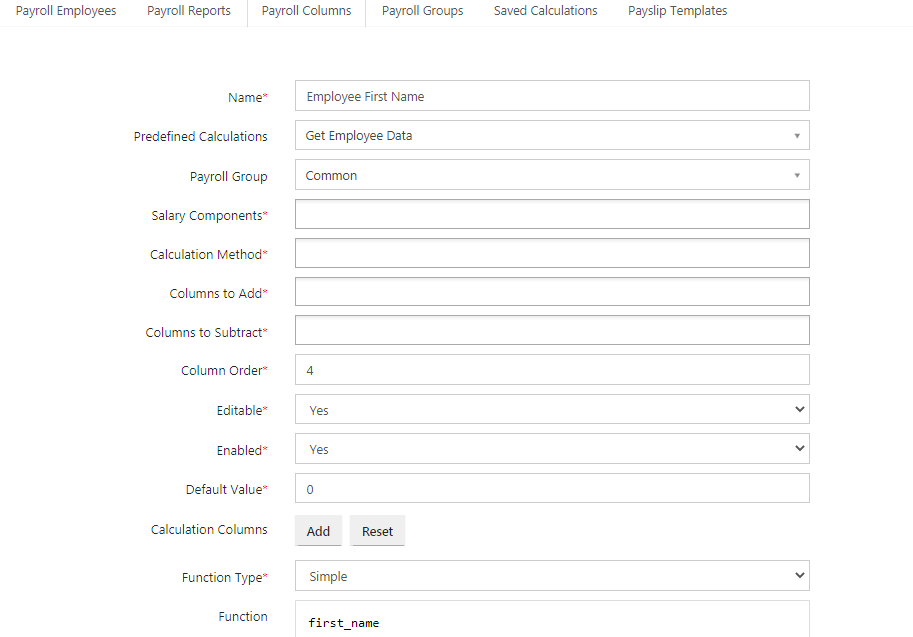 Payroll Employees Payroll Reports Payroll Columns Payroll Groups Saved Calculations Payslip Templates
Name* Employee First Name
Predefined Calculations Get Employee Data
Payroll Group Common
Salary Components*
Calculation Method*
Columns to Add*
Columns to Subtract*
Column Order* 4
Editable* Yes
Enabled* Yes
Default Value* 0
Calculation Columns Add Reset
Function Type* Simple
Function first_name